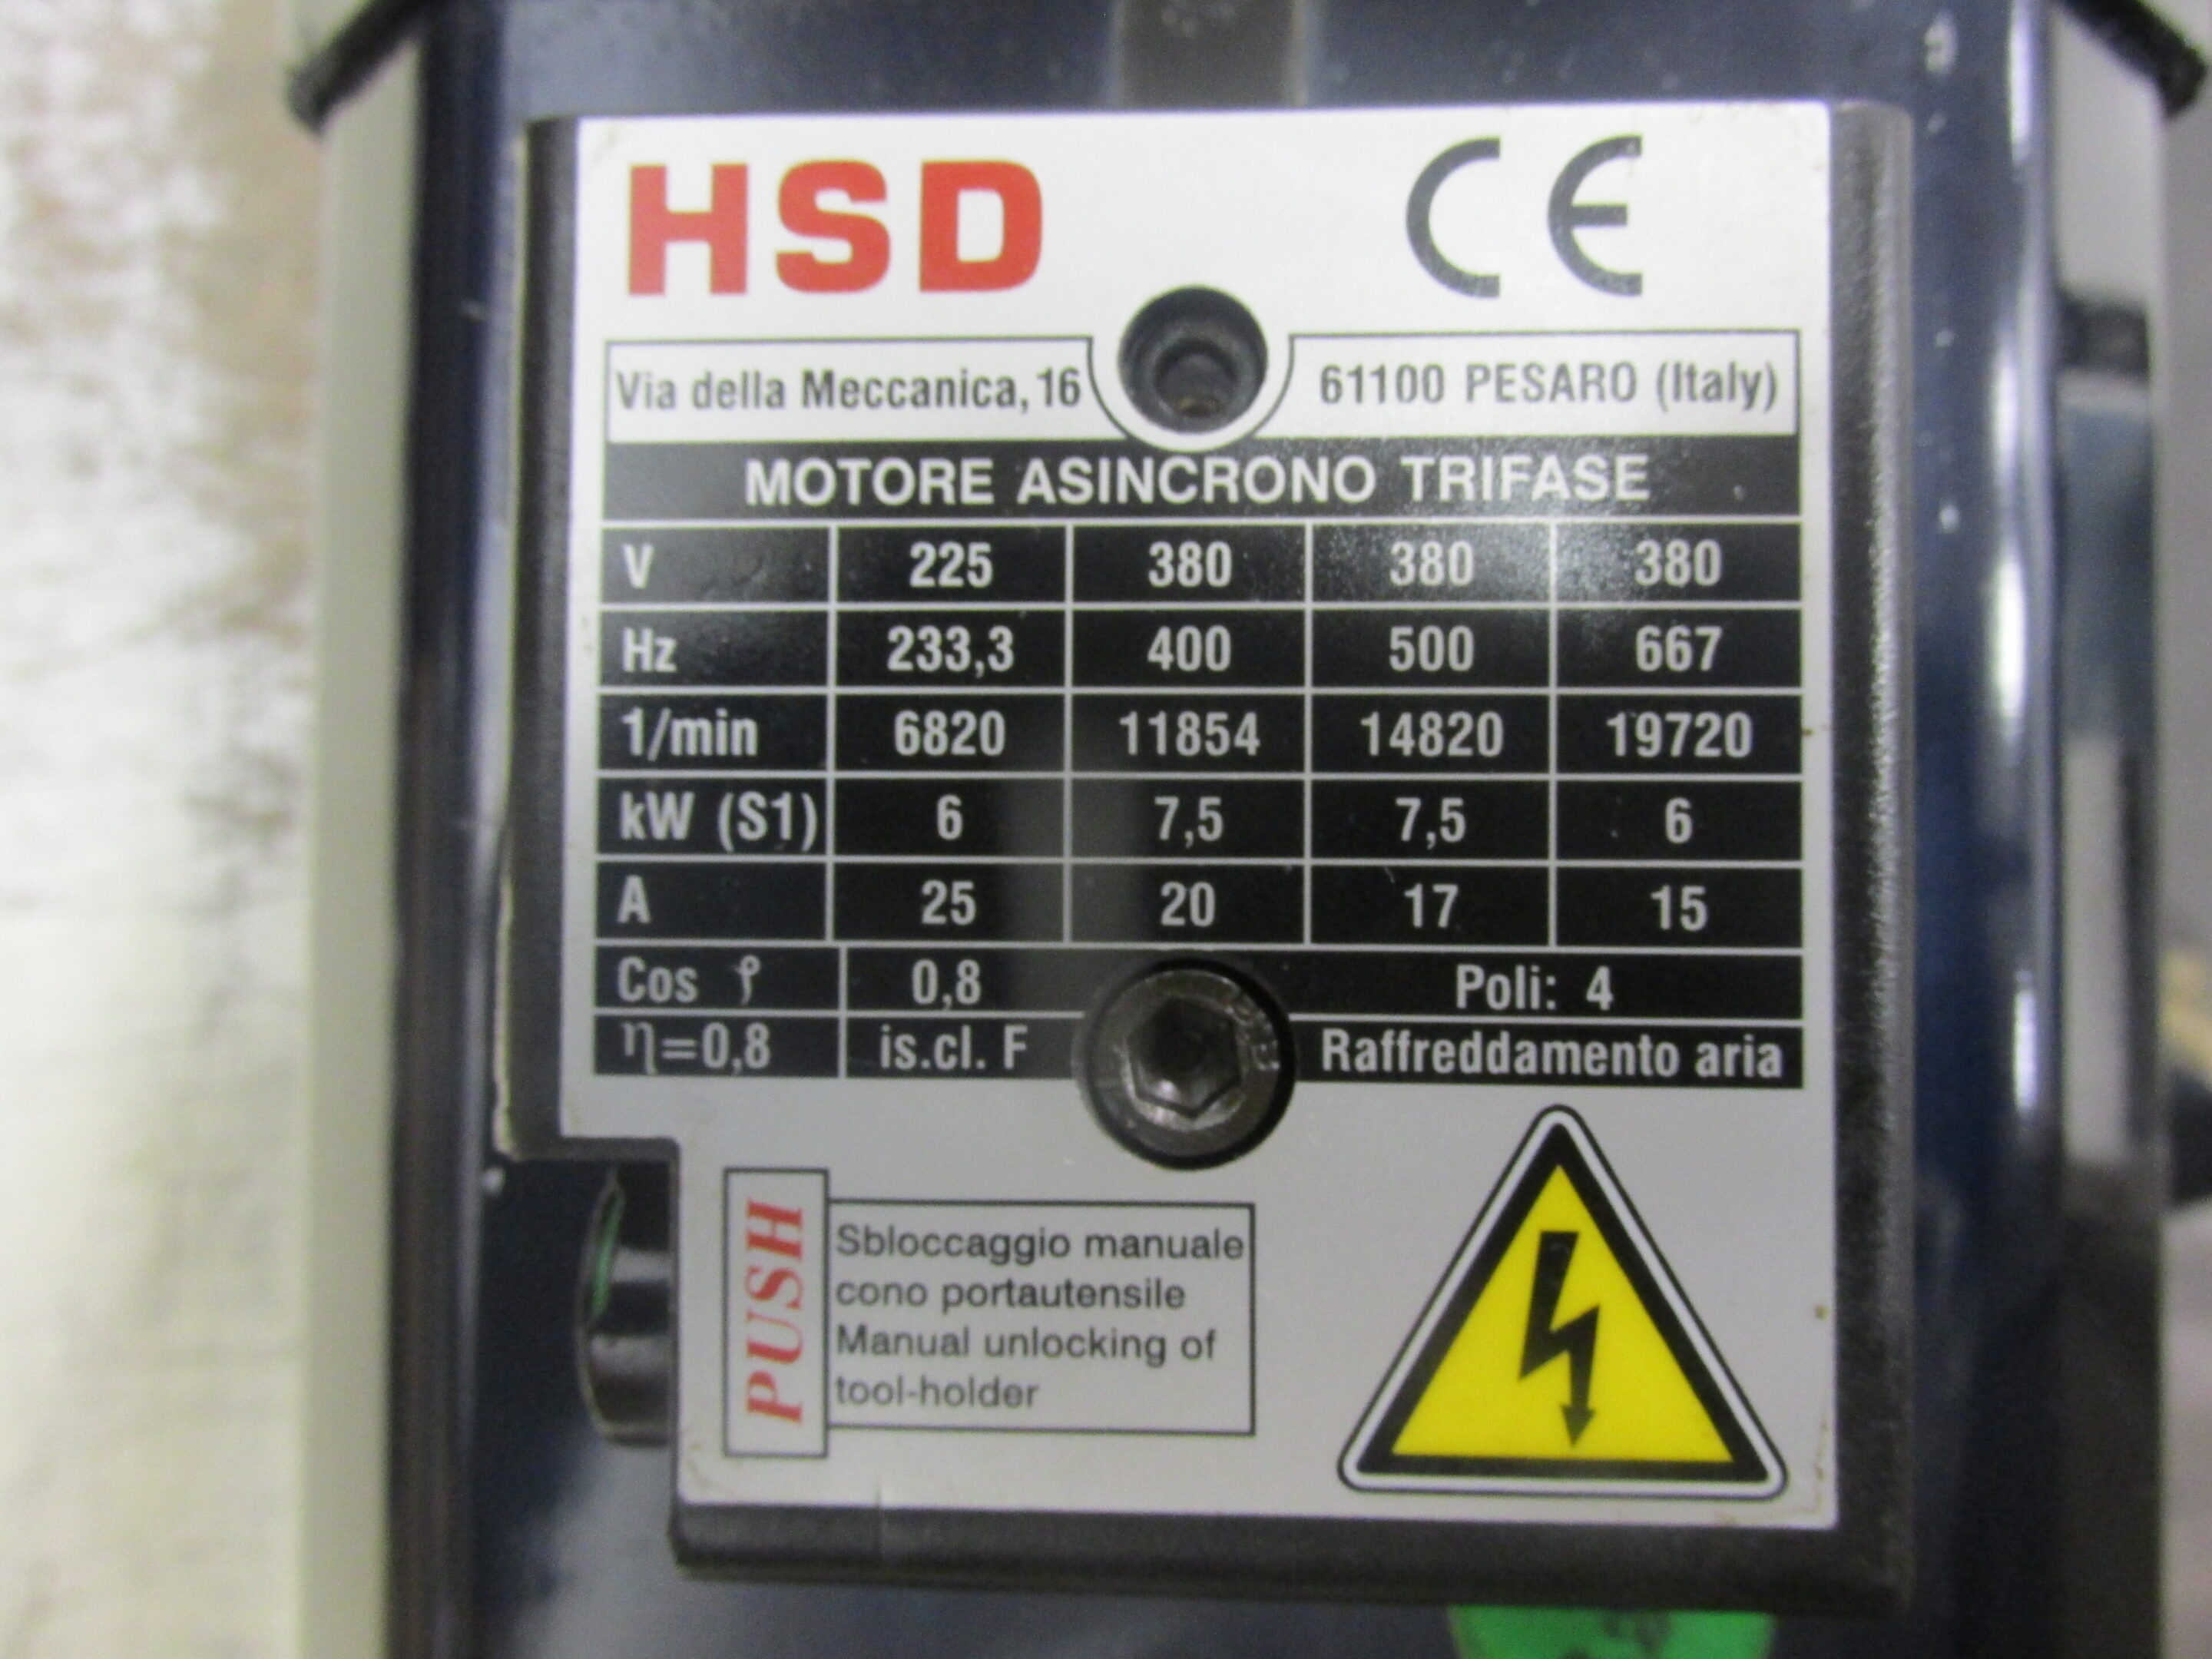 HSD CE
Via della Meccanica, 16 61100 PESARO (Italy)
MOTORE ASINCRONO TRIFASE
V 225 380 380 380
Hz 233,3 400 500 667
1/min 6820 11854 14820 19720
kW (S1) 6 7,5 7,5 6
A 25 20 17 15
Cos φ 0,8 Poli: 4
η=0,8 is.cl. F Raffreddamento aria
PUSH
Sbloccaggio manuale
cono portautensile
Manual unlocking of
tool-holder